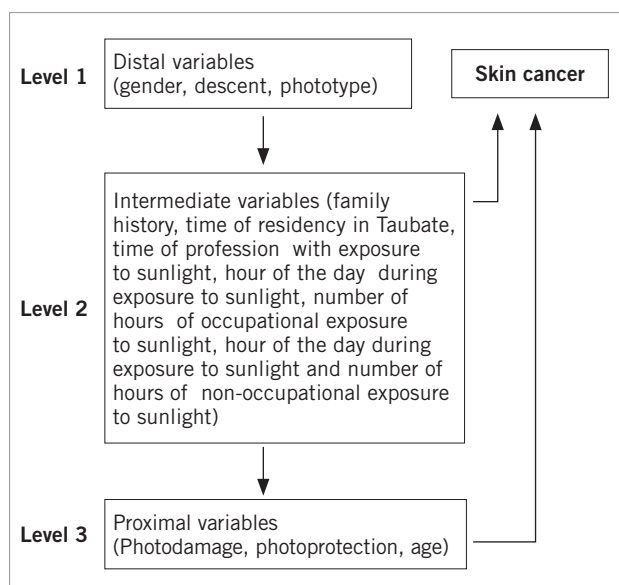 Level 1
Distal variables
(gender, descent, phototype)
Skin cancer
Level 2
Intermediate variables (family
history, time of residency in Taubate,
time of profession with exposure
to sunlight, hour of the day during
exposure to sunlight, number of
hours of occupational exposure
to sunlight, hour of the day during
exposure to sunlight and number of
hours of non-occupational exposure
to sunlight)
Level 3
Proximal variables
(Photodamage, photoprotection, age)